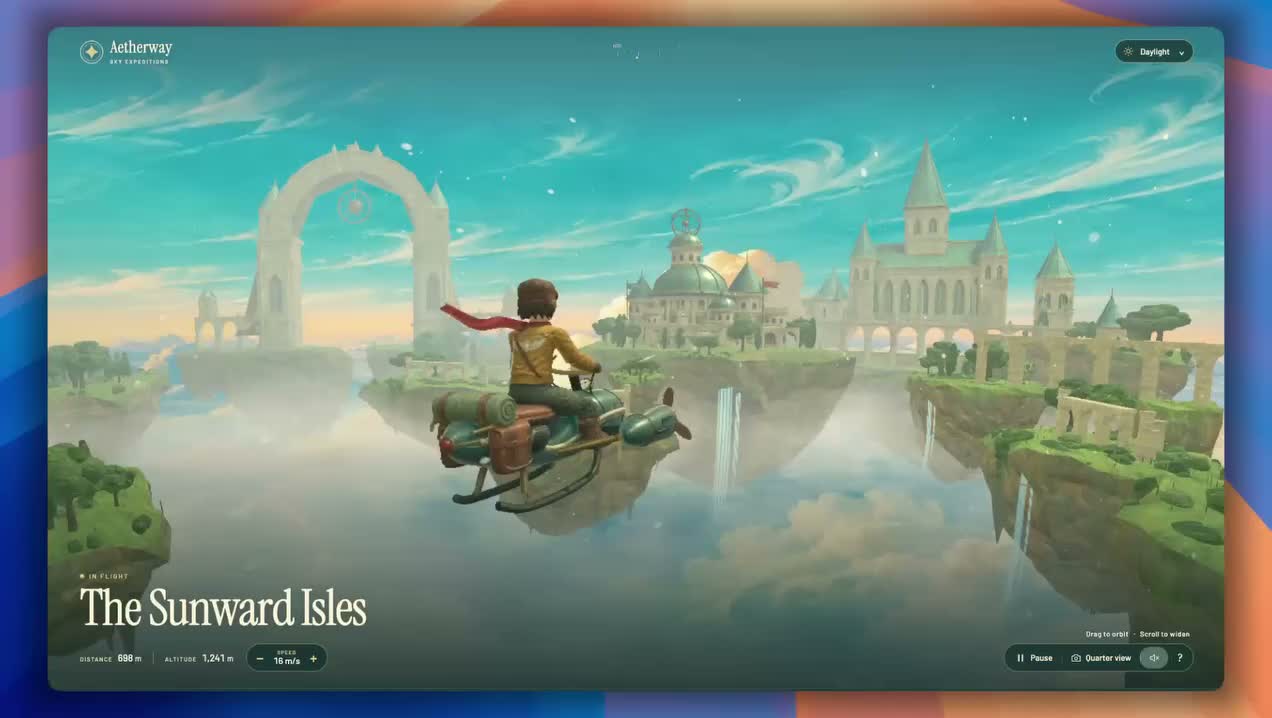 Aetherway
SKY EXPEDITIONS
Daylight
IN FLIGHT
The Sunward Isles
DISTANCE 698 m
ALTITUDE 1,241 m
SPEED
− 16 m/s +
Drag to orbit · Scroll to widen
Pause
Quarter view
?